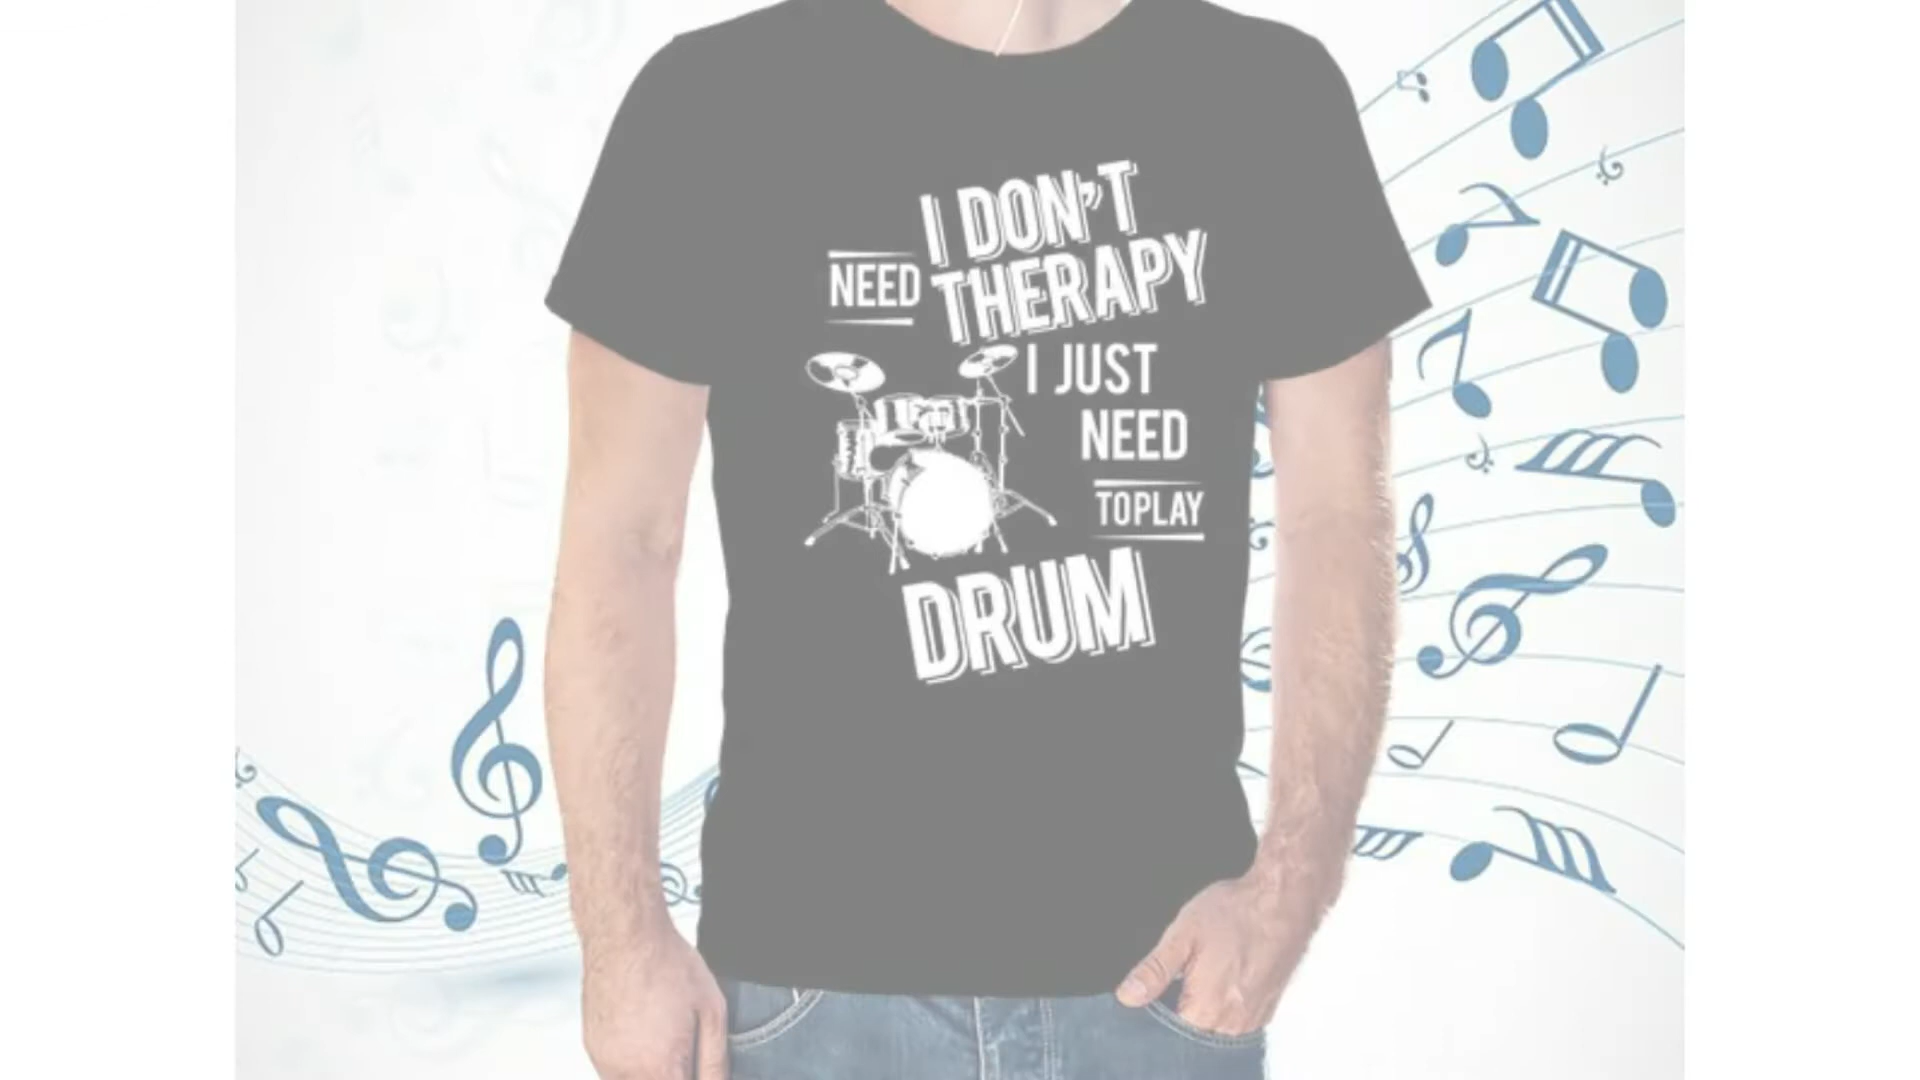 I DON'T
NEED THERAPY
I JUST
NEED
TOPLAY
DRUM